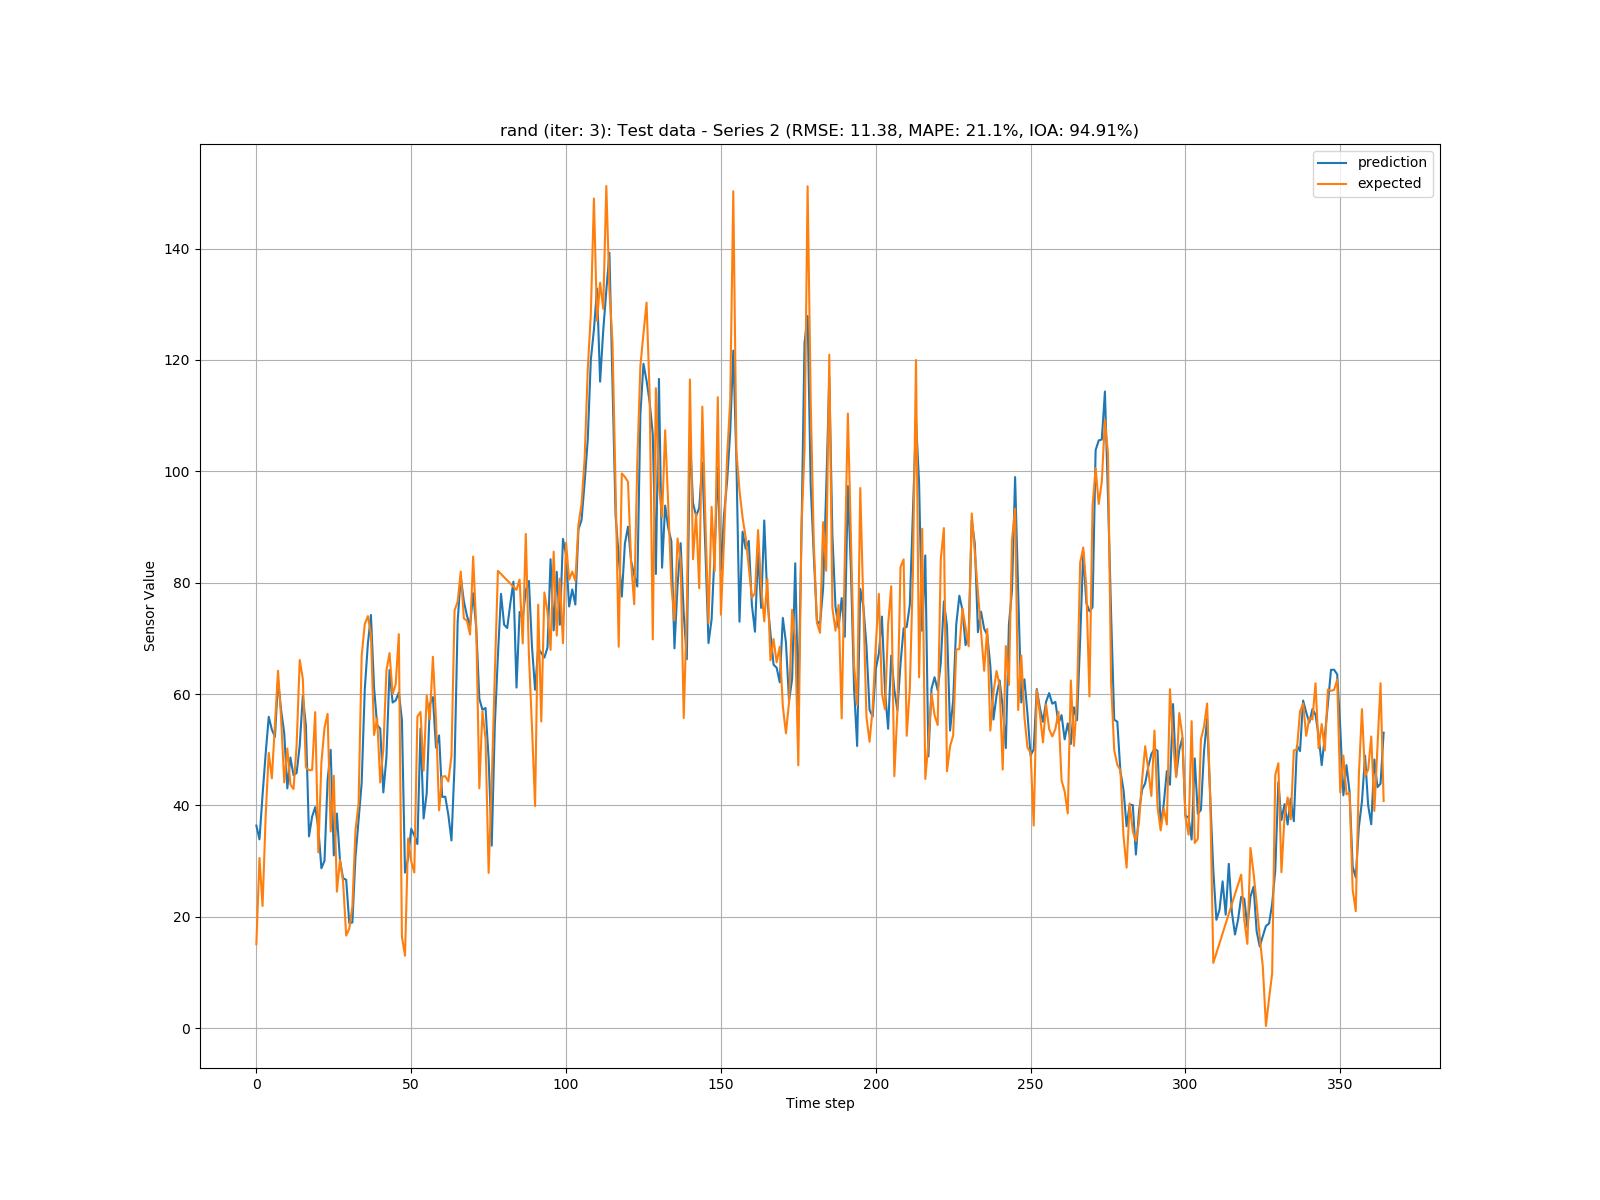 rand (iter: 3): Test data - Series 2 (RMSE: 11.38, MAPE: 21.1%, IOA: 94.91%)
prediction
expected
140
120
100
80
60
40
20
0
Sensor Value
0 50 100 150 200 250 300 350
Time step